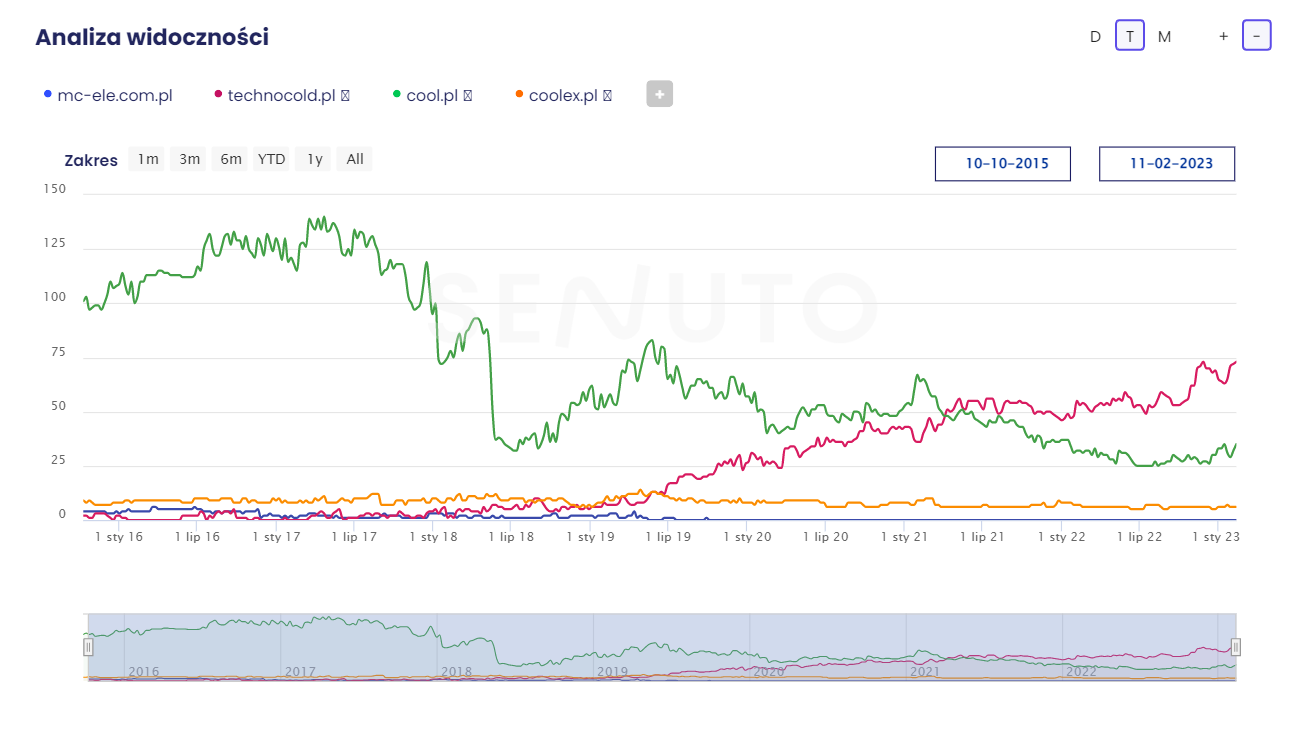 Analiza widoczności
D T M + -
mc-ele.com.pl technocold.pl cool.pl coolex.pl +
Zakres 1m 3m 6m YTD 1y All 10-10-2015 11-02-2023
150
125
100
75
50
25
0
SENUTO
1 sty 16 1 lip 16 1 sty 17 1 lip 17 1 sty 18 1 lip 18 1 sty 19 1 lip 19 1 sty 20 1 lip 20 1 sty 21 1 lip 21 1 sty 22 1 lip 22 1 sty 23
2016 2017 2018 2019 2020 2021 2022